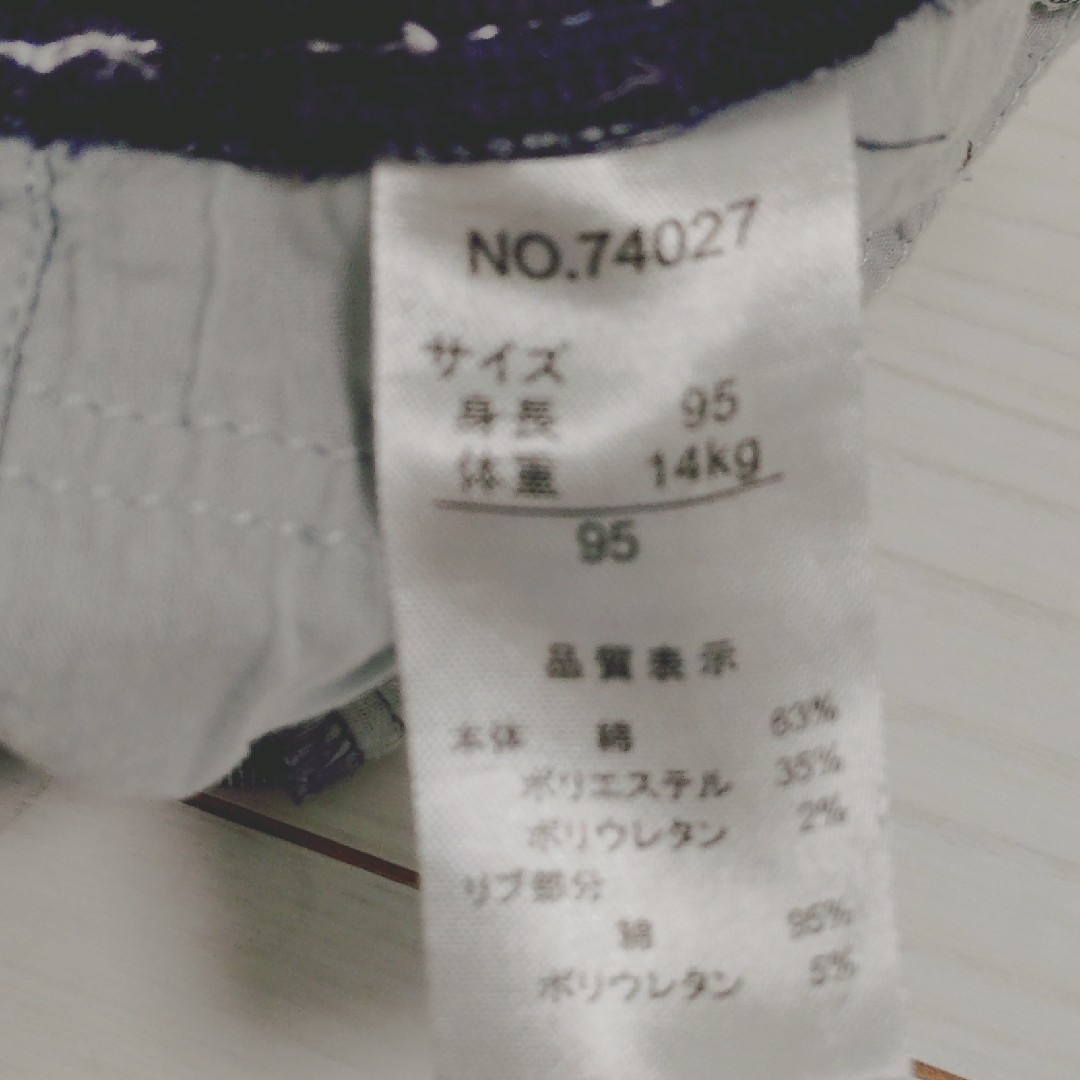 NO.74027
サイズ
身長 95
体重 14kg
95
品質表示
本体 綿 63%
ポリエステル 35%
ポリウレタン 2%
リブ部分
綿 95%
ポリウレタン 5%